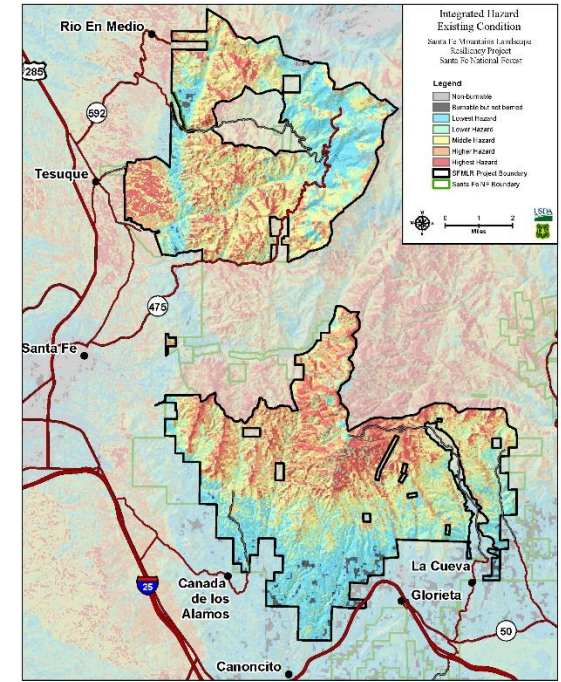 Integrated Hazard
Existing Condition
Santa Fe Mountains Landscape
Resiliency Project
Santa Fe National Forest
Legend
Non-burnable
Burnable but not burned
Lowest Hazard
Lower Hazard
Middle Hazard
Higher Hazard
Highest Hazard
SFMLR Project Boundary
Santa Fe NF Boundary
N
0 1 2
Miles
USDA
Rio En Medio
285
592
Tesuque
475
Santa Fe
25
Canada
de los
Alamos
La Cueva
Glorieta
50
Canoncito